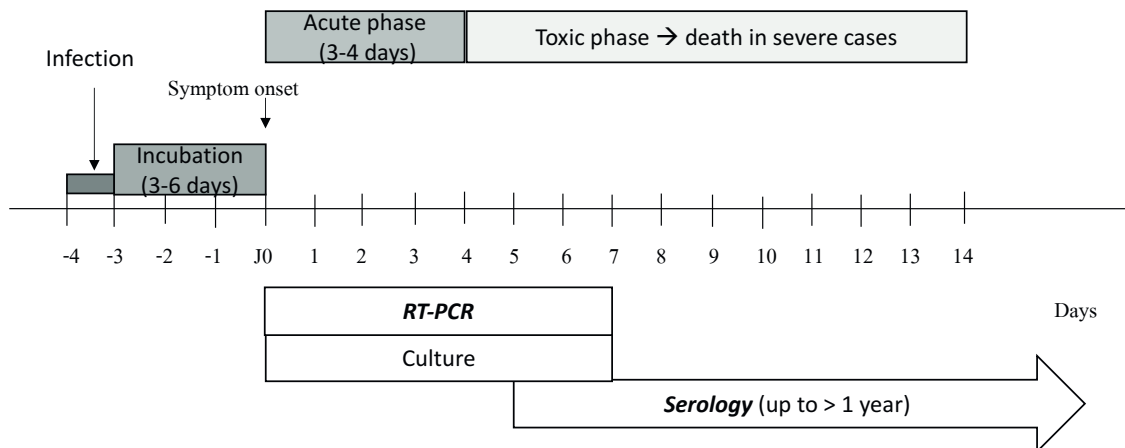 Acute phase
(3-4 days)
Toxic phase → death in severe cases
Infection
Symptom onset
Incubation
(3-6 days)
-4 -3 -2 -1 J0 1 2 3 4 5 6 7 8 9 10 11 12 13 14
RT-PCR
Days
Culture
Serology (up to > 1 year)